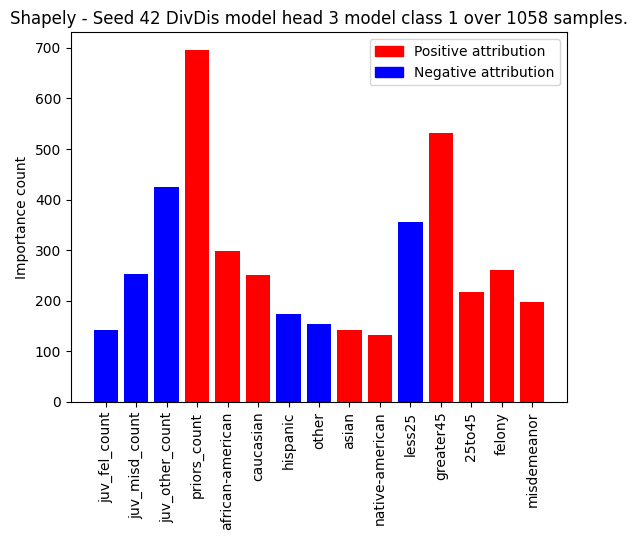 Shapely - Seed 42 DivDis model head 3 model class 1 over 1058 samples.
Positive attribution
Negative attribution
Importance count
700
600
500
400
300
200
100
0
juv_fel_count
juv_misd_count
juv_other_count
priors_count
african-american
caucasian
hispanic
other
asian
native-american
less25
greater45
25to45
felony
misdemeanor